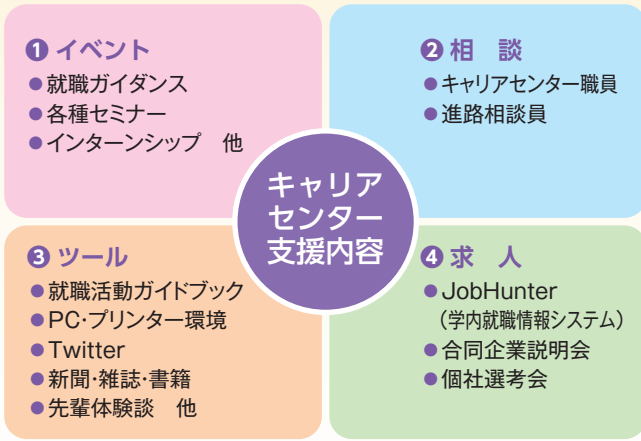 ❶ イベント
●就職ガイダンス
●各種セミナー
●インターンシップ　他
❷ 相　談
●キャリアセンター職員
●進路相談員
キャリア
センター
支援内容
❸ ツール
●就職活動ガイドブック
●PC・プリンター環境
●Twitter
●新聞・雑誌・書籍
●先輩体験談　他
❹ 求　人
●JobHunter
（学内就職情報システム）
●合同企業説明会
●個社選考会